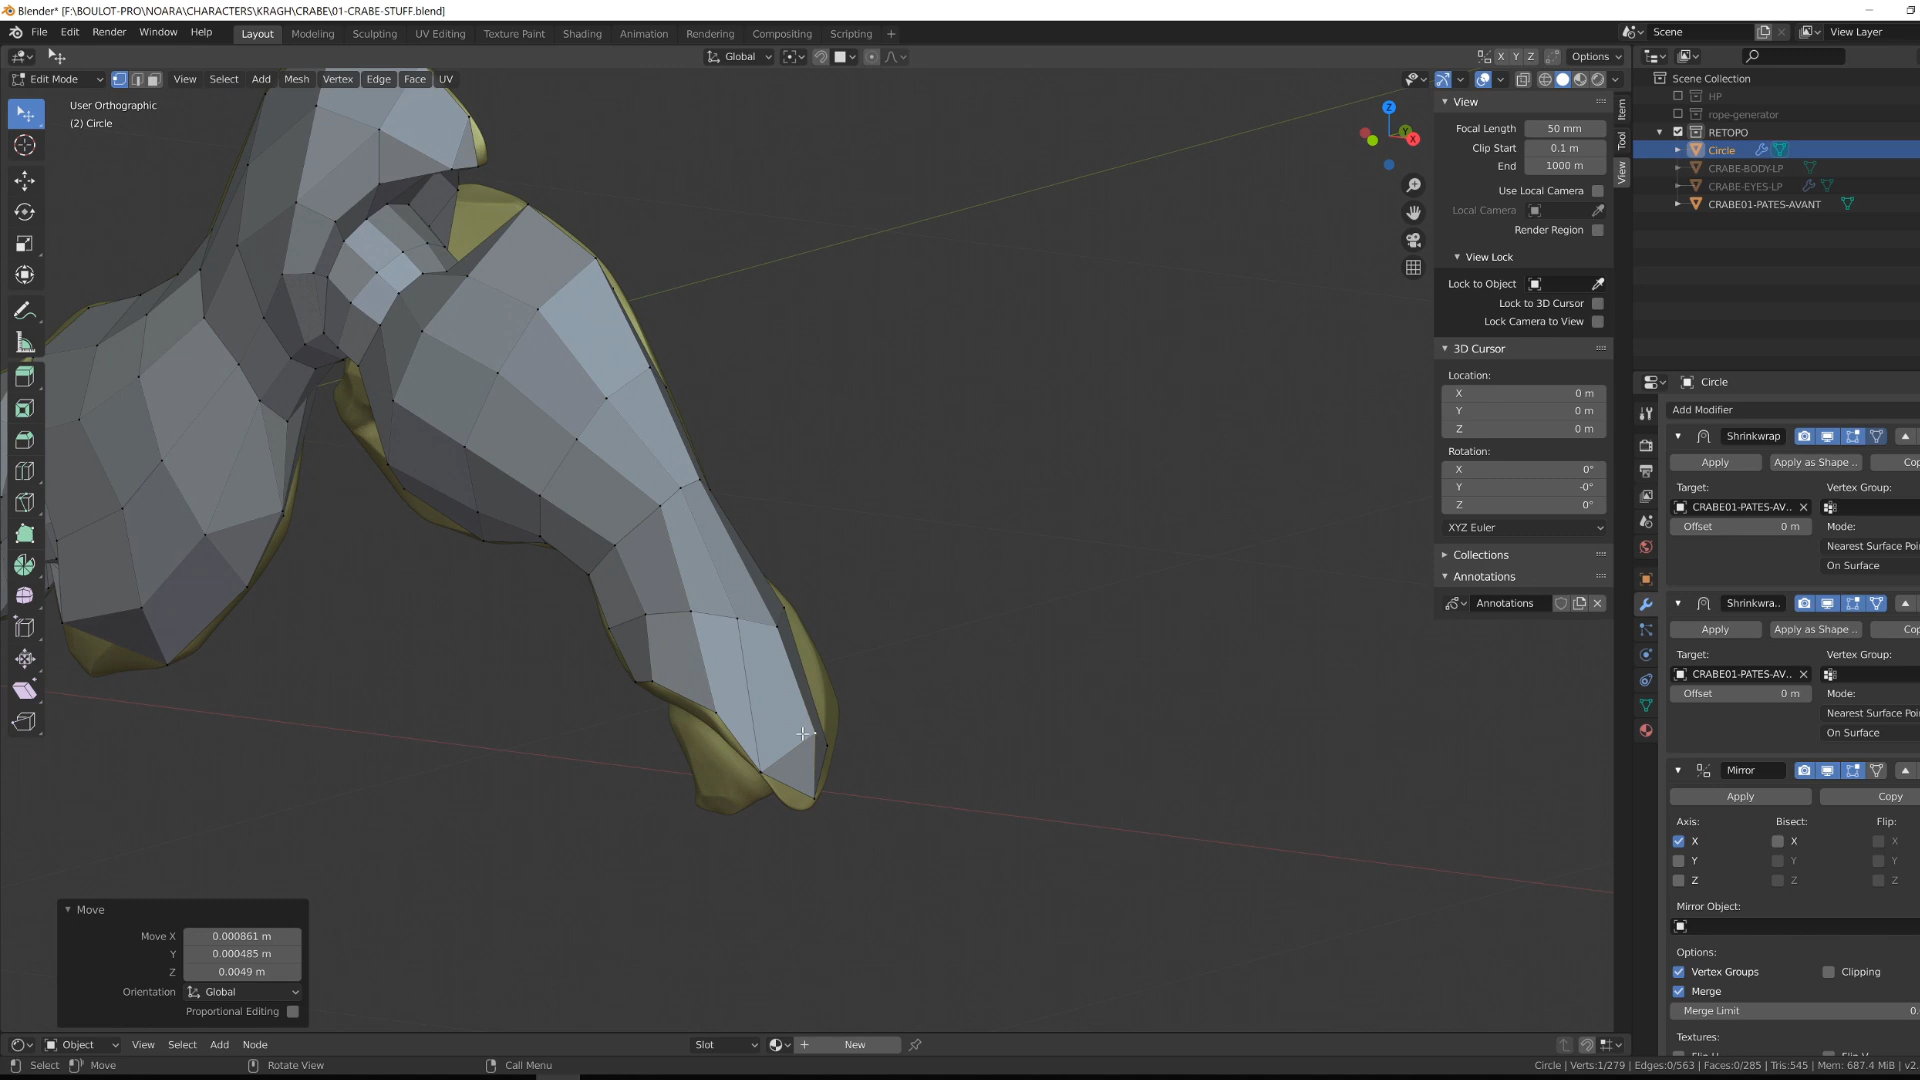 Blender* [F:\BOULOT-PRO\NOARA\CHARACTERS\KRAGH\CRABE\01-CRABE-STUFF.blend]
File Edit Render Window Help Layout Modeling Sculpting UV Editing Texture Paint Shading Animation Rendering Compositing Scripting Scene View Layer
Global X Y Z Options
Edit Mode View Select Add Mesh Vertex Edge Face UV
User Orthographic
(2) Circle
Z
Y
X
View
Focal Length 50 mm
Clip Start 0.1 m
End 1000 m
Use Local Camera
Local Camera
Render Region
View Lock
Lock to Object
Lock to 3D Cursor
Lock Camera to View
3D Cursor
Location:
X 0 m
Y 0 m
Z 0 m
Rotation:
X 0°
Y -0°
Z 0°
XYZ Euler
Collections
Annotations
Annotations
Item
Tool
View
Scene Collection
HP
rope-generator
RETOPO
Circle
CRABE-BODY-LP
CRABE-EYES-LP
CRABE01-PATES-AVANT
Circle
Add Modifier
Shrinkwrap
Apply Apply as Shape .. Cop
Target: Vertex Group:
CRABE01-PATES-AV..
Offset 0 m Mode:
Nearest Surface Poi
On Surface
Shrinkwra..
Apply Apply as Shape .. Cop
Target: Vertex Group:
CRABE01-PATES-AV..
Offset 0 m Mode:
Nearest Surface Poi
On Surface
Mirror
Apply Copy
Axis: Bisect: Flip:
X X X
Y Y Y
Z Z Z
Mirror Object:
Options:
Vertex Groups Clipping
Merge
Merge Limit 0.
Textures:
Move
Move X 0.000861 m
Y 0.000485 m
Z 0.0049 m
Orientation Global
Proportional Editing
Object View Select Add Node Slot New
Select Move Rotate View Call Menu Circle | Verts:1/279 | Edges:0/563 | Faces:0/285 | Tris:545 | Mem: 687.4 MiB | v2.